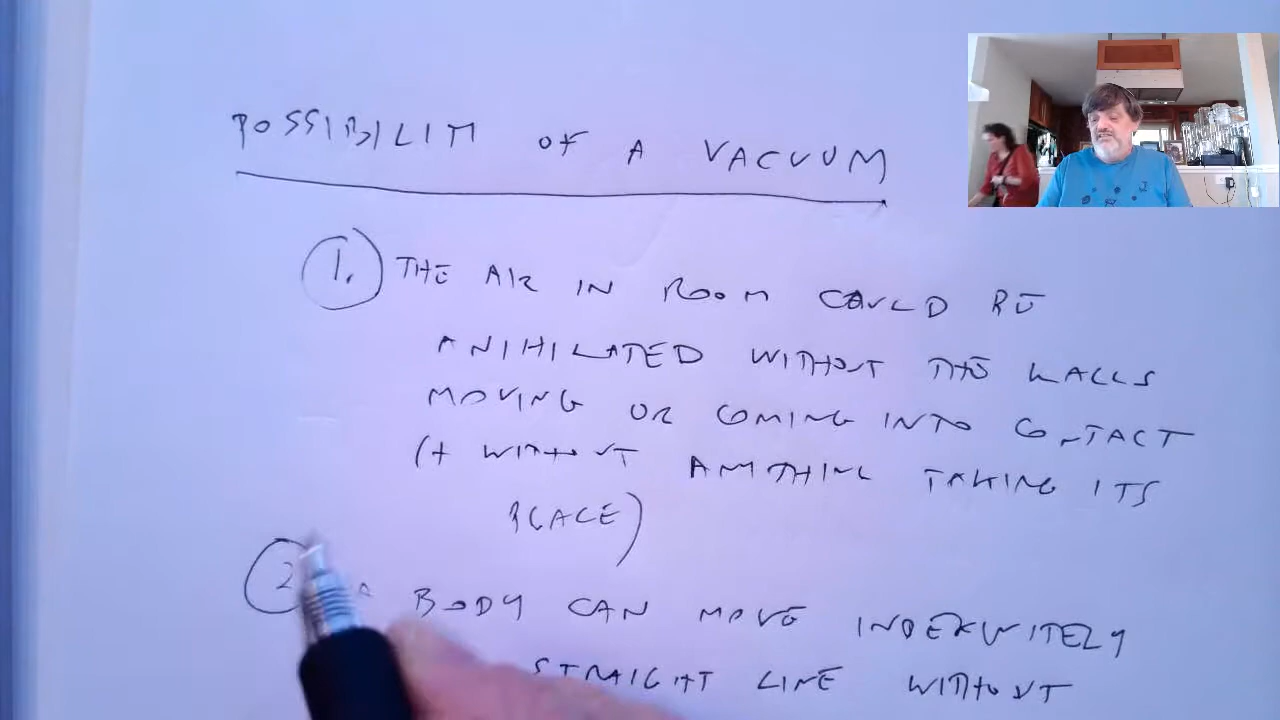 POSSIBILITY OF A VACUUM
1. THE AIR IN ROOM COULD BE
ANIHILATED WITHOUT THE WALLS
MOVING OR COMING INTO CONTACT
(+ WITHOUT ANYTHING TAKING ITS
PLACE)
2 A BODY CAN MOVE INDEFINITELY
STRAIGHT LINE WITHOUT